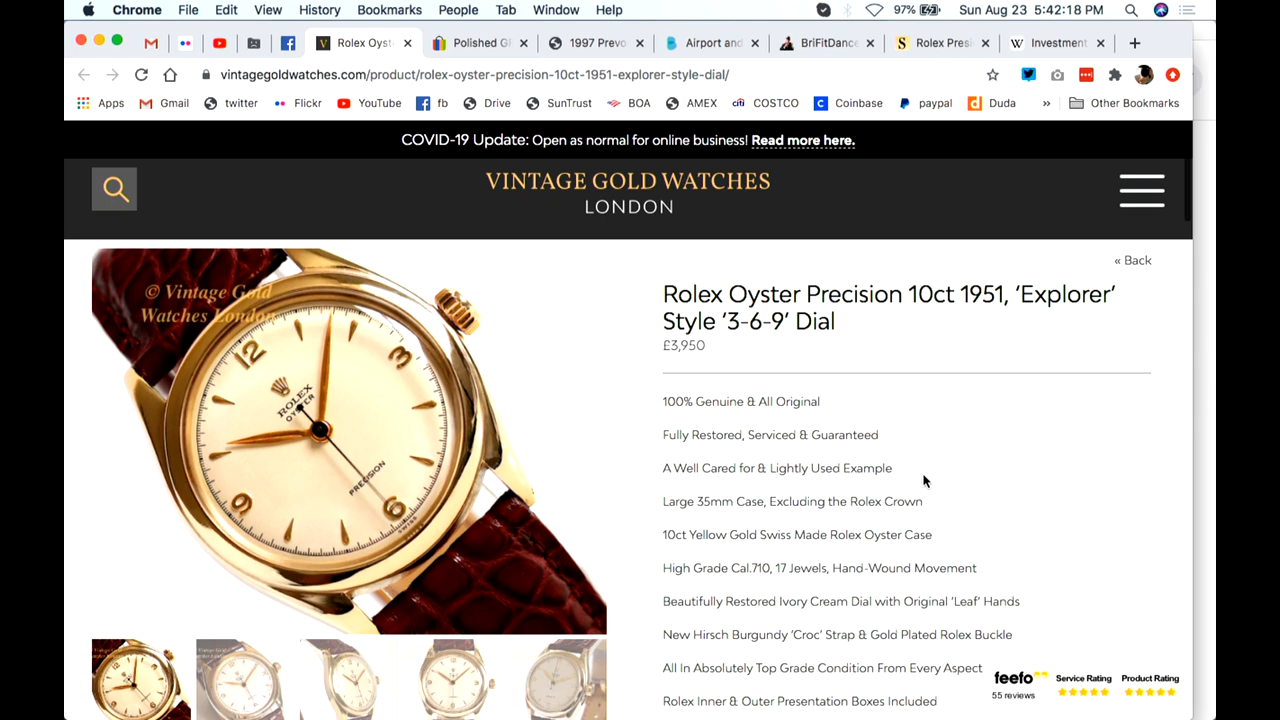 Chrome File Edit View History Bookmarks People Tab Window Help 97% Sun Aug 23 5:42:18 PM
Rolex Oyst Polished G 1997 Prevo Airport and BriFitDance Rolex Pres Investment
vintagegoldwatches.com/product/rolex-oyster-precision-10ct-1951-explorer-style-dial/
Apps Gmail twitter Flickr YouTube fb Drive SunTrust BOA AMEX COSTCO Coinbase paypal Duda » Other Bookmarks
COVID-19 Update: Open as normal for online business! Read more here.
VINTAGE GOLD WATCHES
LONDON
« Back
© Vintage Gold
Watches London
12
3
6
9
ROLEX
OYSTER
PRECISION
SWISS
Rolex Oyster Precision 10ct 1951, ‘Explorer’
Style ‘3-6-9’ Dial
£3,950
100% Genuine & All Original
Fully Restored, Serviced & Guaranteed
A Well Cared for & Lightly Used Example
Large 35mm Case, Excluding the Rolex Crown
10ct Yellow Gold Swiss Made Rolex Oyster Case
High Grade Cal.710, 17 Jewels, Hand-Wound Movement
Beautifully Restored Ivory Cream Dial with Original ‘Leaf’ Hands
New Hirsch Burgundy ‘Croc’ Strap & Gold Plated Rolex Buckle
All In Absolutely Top Grade Condition From Every Aspect
Rolex Inner & Outer Presentation Boxes Included
feefo Service Rating Product Rating
55 reviews